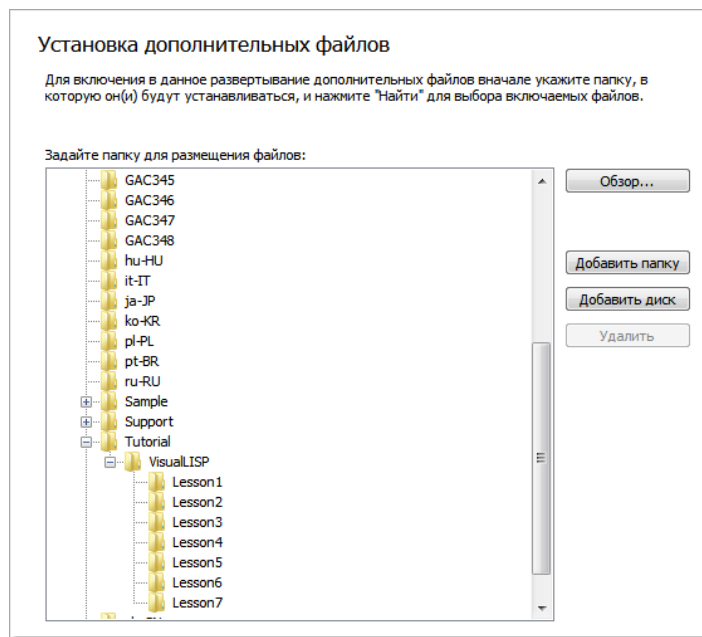 Установка дополнительных файлов
Для включения в данное развертывание дополнительных файлов вначале укажите папку, в
которую он(и) будут устанавливаться, и нажмите "Найти" для выбора включаемых файлов.
Задайте папку для размещения файлов:
GAC345
Обзор...
GAC346
GAC347
GAC348
hu-HU
Добавить папку
it-IT
ja-JP
Добавить диск
ko-KR
pl-PL
Удалить
pt-BR
ru-RU
Sample
Support
Tutorial
VisualLISP
Lesson1
Lesson2
Lesson3
Lesson4
Lesson5
Lesson6
Lesson7